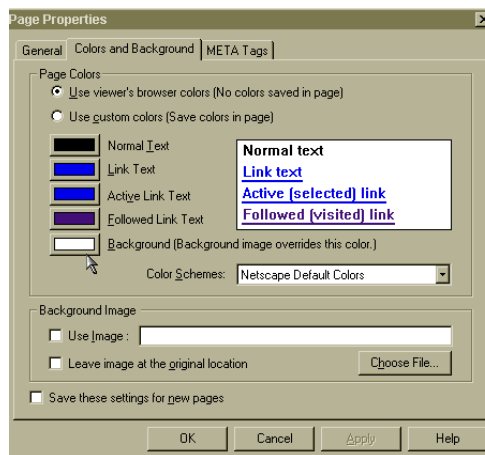 Page Properties
General Colors and Background META Tags
Page Colors
Use viewer's browser colors (No colors saved in page)
Use custom colors (Save colors in page)
Normal Text
Link Text
Active Link Text
Followed Link Text
Background (Background image overrides this color.)
Normal text
Link text
Active (selected) link
Followed (visited) link
Color Schemes: Netscape Default Colors
Background Image
Use Image :
Leave image at the original location Choose File...
Save these settings for new pages
OK Cancel Apply Help